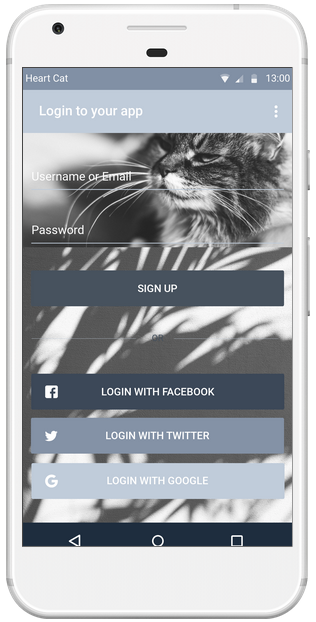 Heart Cat 13:00
Login to your app
Username or Email
Password
SIGN UP
OR
LOGIN WITH FACEBOOK
LOGIN WITH TWITTER
LOGIN WITH GOOGLE